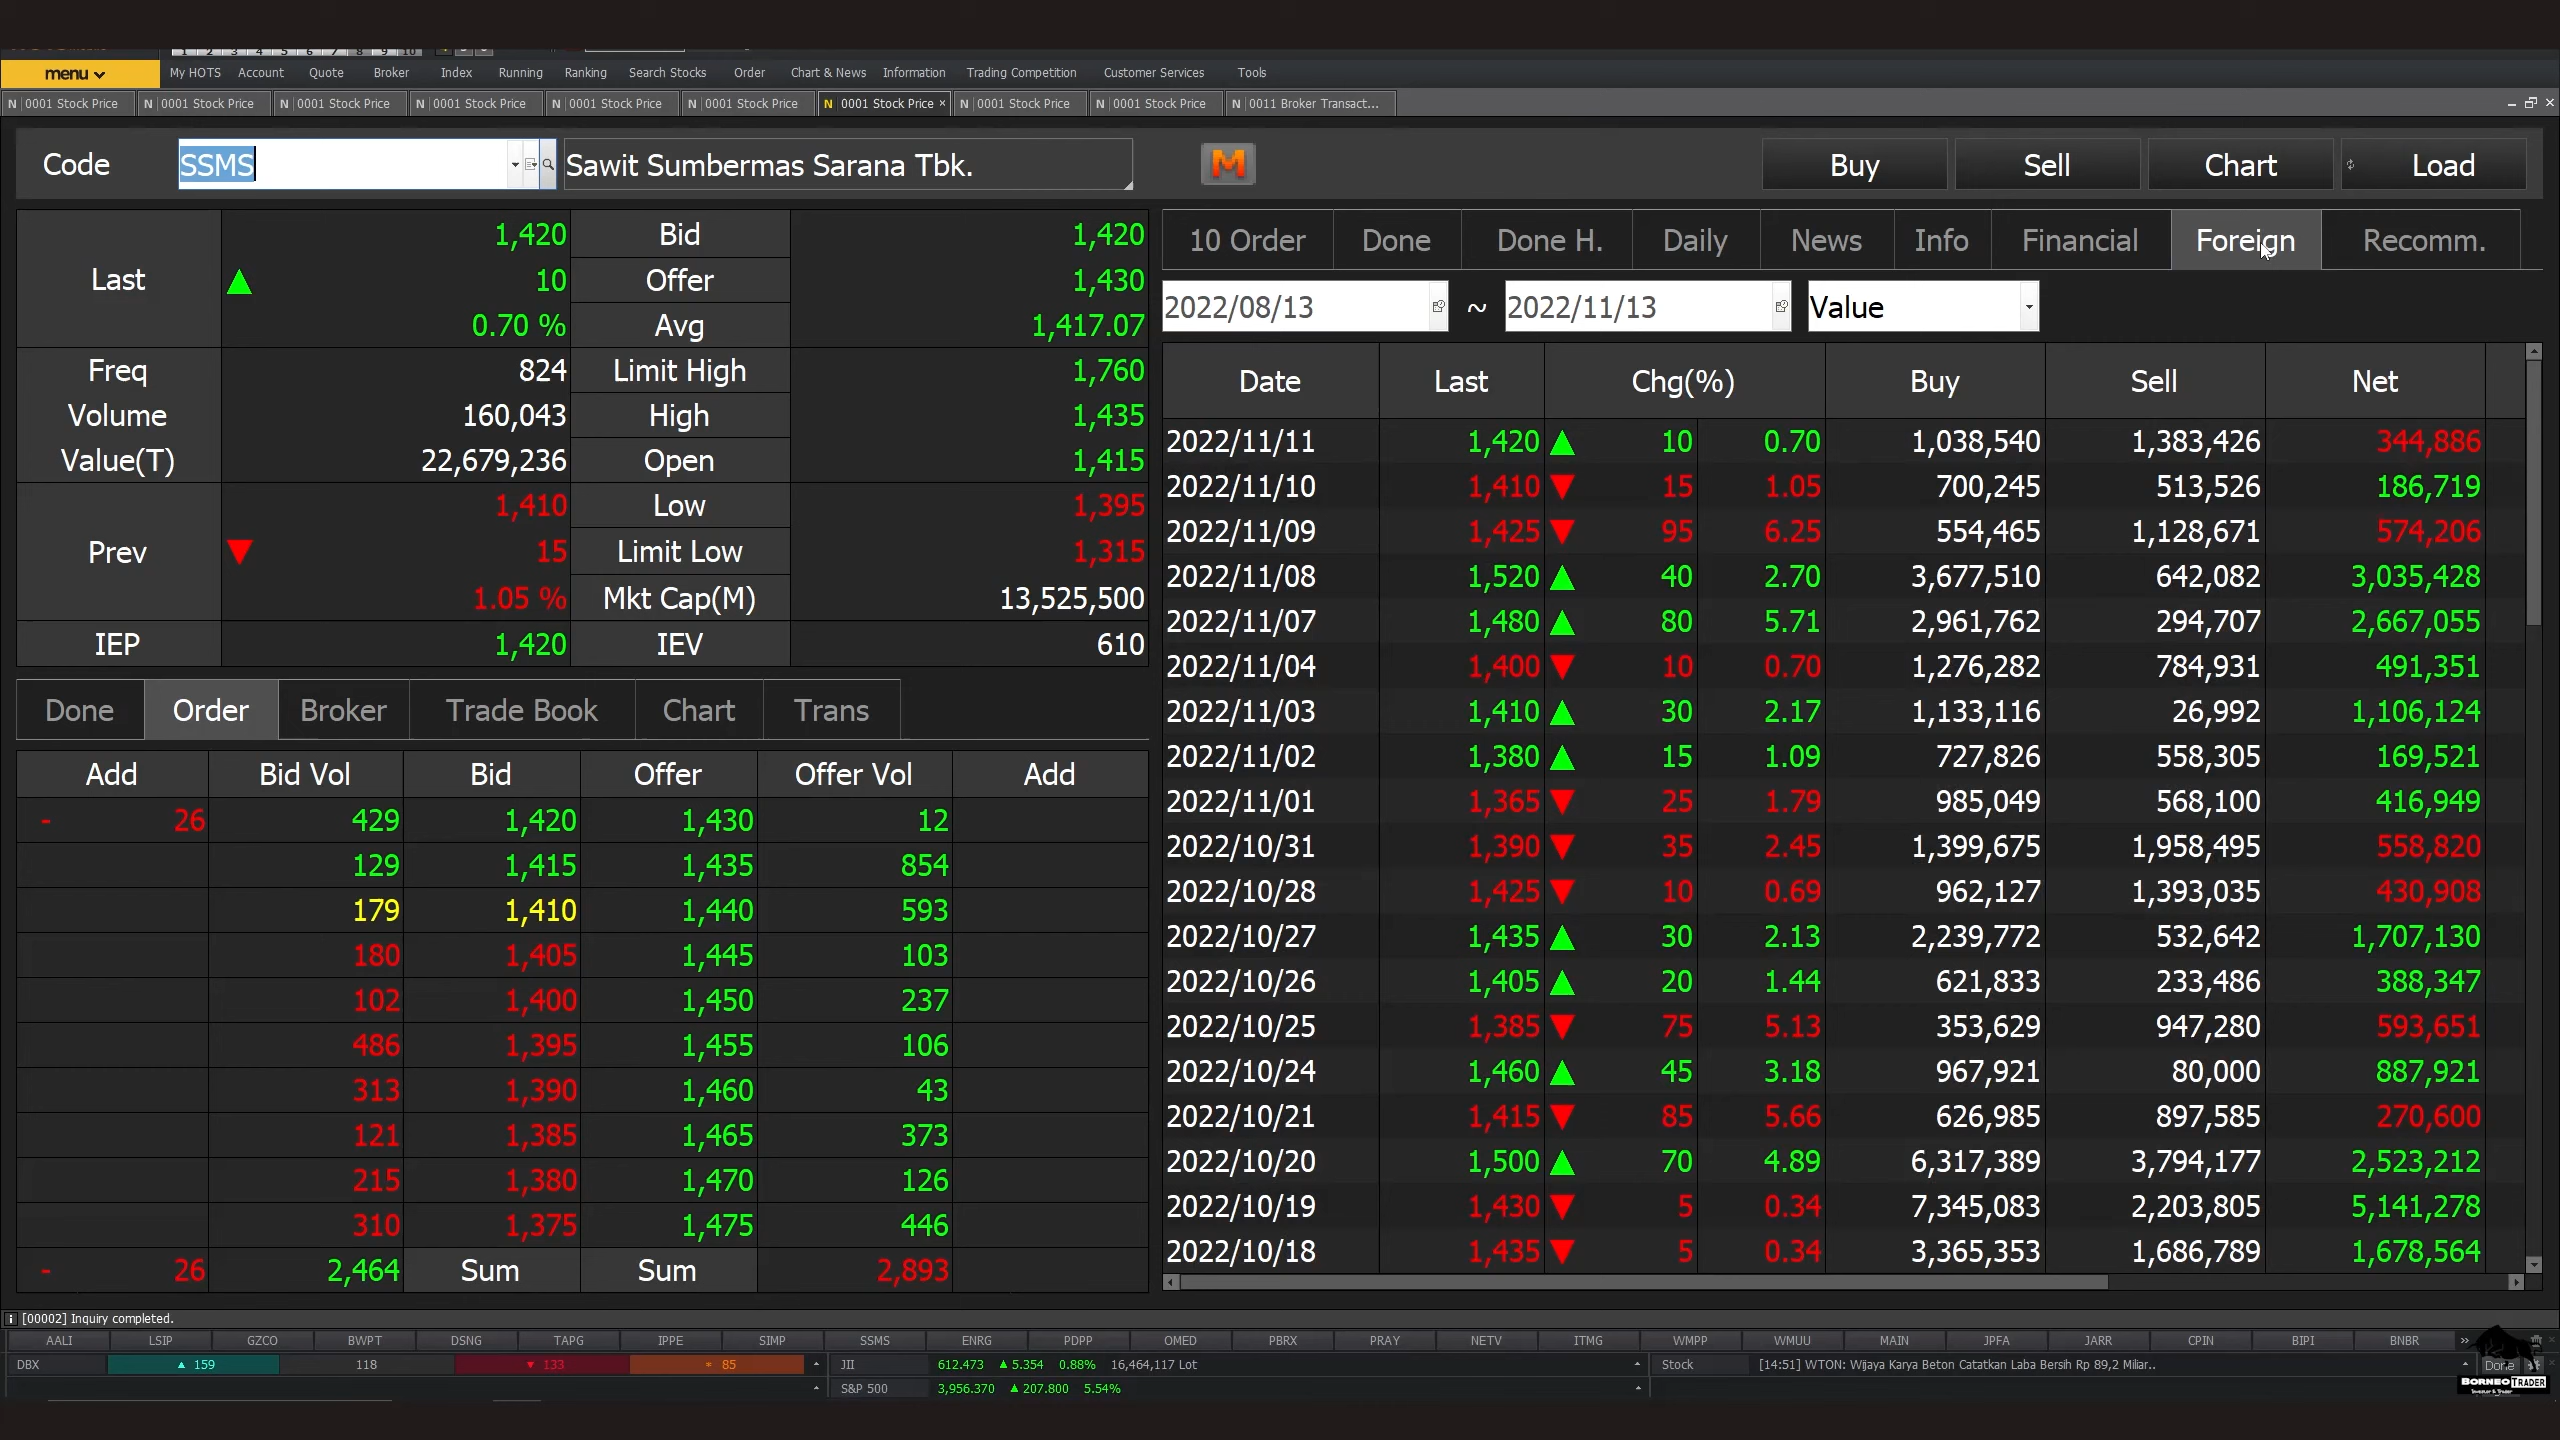 1 2 3 4 5 6 7 8 9 10
menu My HOTS Account Quote Broker Index Running Ranking Search Stocks Order Chart & News Information Trading Competition Customer Services Tools
N 0001 Stock Price N 0001 Stock Price N 0001 Stock Price N 0001 Stock Price N 0001 Stock Price N 0001 Stock Price N 0001 Stock Price × N 0001 Stock Price N 0001 Stock Price N 0011 Broker Transact...
Code SSMS Sawit Sumbermas Sarana Tbk. M Buy Sell Chart Load
Last ▲ 1,420 10 0.70 %
Bid 1,420
Offer 1,430
Avg 1,417.07
Freq 824 Limit High 1,760
Volume 160,043 High 1,435
Value(T) 22,679,236 Open 1,415
Prev ▼ 1,410 15 1.05 %
Low 1,395
Limit Low 1,315
Mkt Cap(M) 13,525,500
IEP 1,420 IEV 610
Done Order Broker Trade Book Chart Trans
Add Bid Vol Bid Offer Offer Vol Add
- 26 429 1,420 1,430 12
129 1,415 1,435 854
179 1,410 1,440 593
180 1,405 1,445 103
102 1,400 1,450 237
486 1,395 1,455 106
313 1,390 1,460 43
121 1,385 1,465 373
215 1,380 1,470 126
310 1,375 1,475 446
- 26 2,464 Sum Sum 2,893
10 Order Done Done H. Daily News Info Financial Foreign Recomm.
2022/08/13 ~ 2022/11/13 Value
Date Last Chg(%) Buy Sell Net
2022/11/11 1,420 ▲ 10 0.70 1,038,540 1,383,426 344,886
2022/11/10 1,410 ▼ 15 1.05 700,245 513,526 186,719
2022/11/09 1,425 ▼ 95 6.25 554,465 1,128,671 574,206
2022/11/08 1,520 ▲ 40 2.70 3,677,510 642,082 3,035,428
2022/11/07 1,480 ▲ 80 5.71 2,961,762 294,707 2,667,055
2022/11/04 1,400 ▼ 10 0.70 1,276,282 784,931 491,351
2022/11/03 1,410 ▲ 30 2.17 1,133,116 26,992 1,106,124
2022/11/02 1,380 ▲ 15 1.09 727,826 558,305 169,521
2022/11/01 1,365 ▼ 25 1.79 985,049 568,100 416,949
2022/10/31 1,390 ▼ 35 2.45 1,399,675 1,958,495 558,820
2022/10/28 1,425 ▼ 10 0.69 962,127 1,393,035 430,908
2022/10/27 1,435 ▲ 30 2.13 2,239,772 532,642 1,707,130
2022/10/26 1,405 ▲ 20 1.44 621,833 233,486 388,347
2022/10/25 1,385 ▼ 75 5.13 353,629 947,280 593,651
2022/10/24 1,460 ▲ 45 3.18 967,921 80,000 887,921
2022/10/21 1,415 ▼ 85 5.66 626,985 897,585 270,600
2022/10/20 1,500 ▲ 70 4.89 6,317,389 3,794,177 2,523,212
2022/10/19 1,430 ▼ 5 0.34 7,345,083 2,203,805 5,141,278
2022/10/18 1,435 ▼ 5 0.34 3,365,353 1,686,789 1,678,564
[00002] Inquiry completed.
AALI LSIP GZCO BWPT DSNG TAPG IPPE SIMP SSMS ENRG PDPP OMED PBRX PRAY NETV ITMG WMPP WMUU MAIN JPFA JARR CPIN BIPI BNBR »
DBX ▲ 159 118 ▼ 133 * 85 JII 612.473 ▲ 5.354 0.88% 16,464,117 Lot Stock [14:51] WTON: Wijaya Karya Beton Catatkan Laba Bersih Rp 89,2 Miliar.. Done
S&P 500 3,956.370 ▲ 207.800 5.54%
BORNEO TRADER